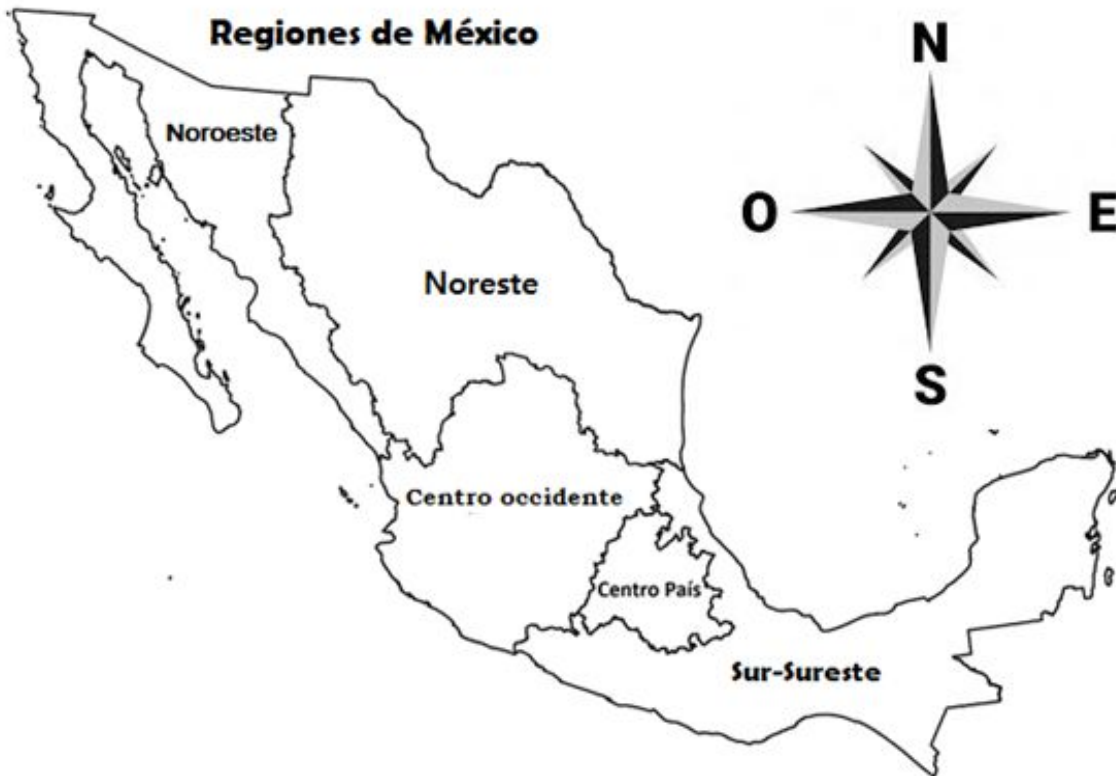 Regiones de México
N
Noroeste
O
E
Noreste
S
Centro occidente
Centro País
Sur-Sureste